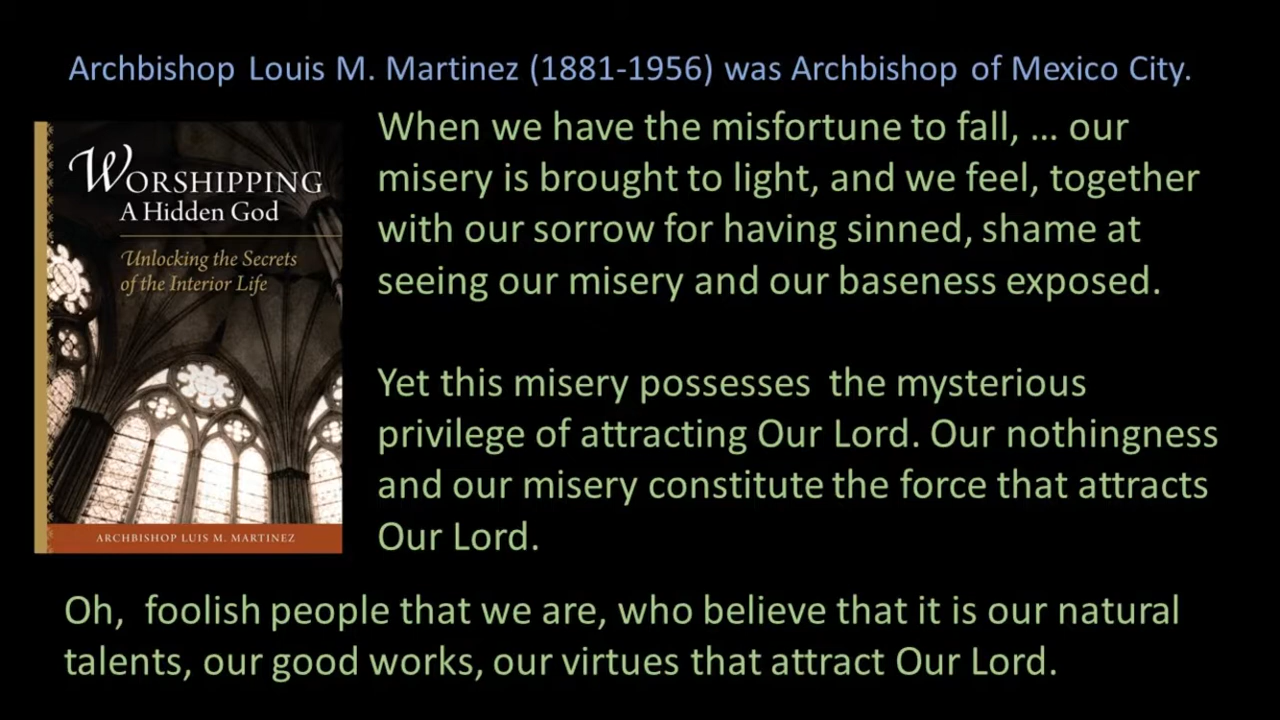 Archbishop Louis M. Martinez (1881-1956) was Archbishop of Mexico City.
WORSHIPPING
A HIDDEN GOD
Unlocking the Secrets
of the Interior Life
ARCHBISHOP LUIS M. MARTINEZ
When we have the misfortune to fall, ... our
misery is brought to light, and we feel, together
with our sorrow for having sinned, shame at
seeing our misery and our baseness exposed.
Yet this misery possesses the mysterious
privilege of attracting Our Lord. Our nothingness
and our misery constitute the force that attracts
Our Lord.
Oh, foolish people that we are, who believe that it is our natural
talents, our good works, our virtues that attract Our Lord.